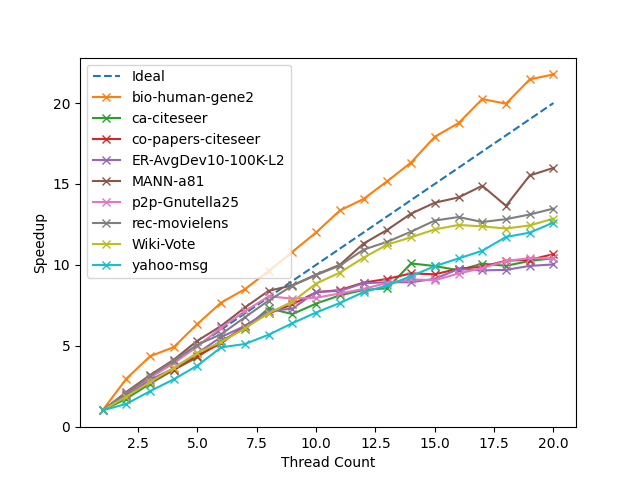 Ideal
bio-human-gene2
ca-citeseer
co-papers-citeseer
ER-AvgDev10-100K-L2
MANN-a81
p2p-Gnutella25
rec-movielens
Wiki-Vote
yahoo-msg
Speedup
20
15
10
5
0
2.5 5.0 7.5 10.0 12.5 15.0 17.5 20.0
Thread Count